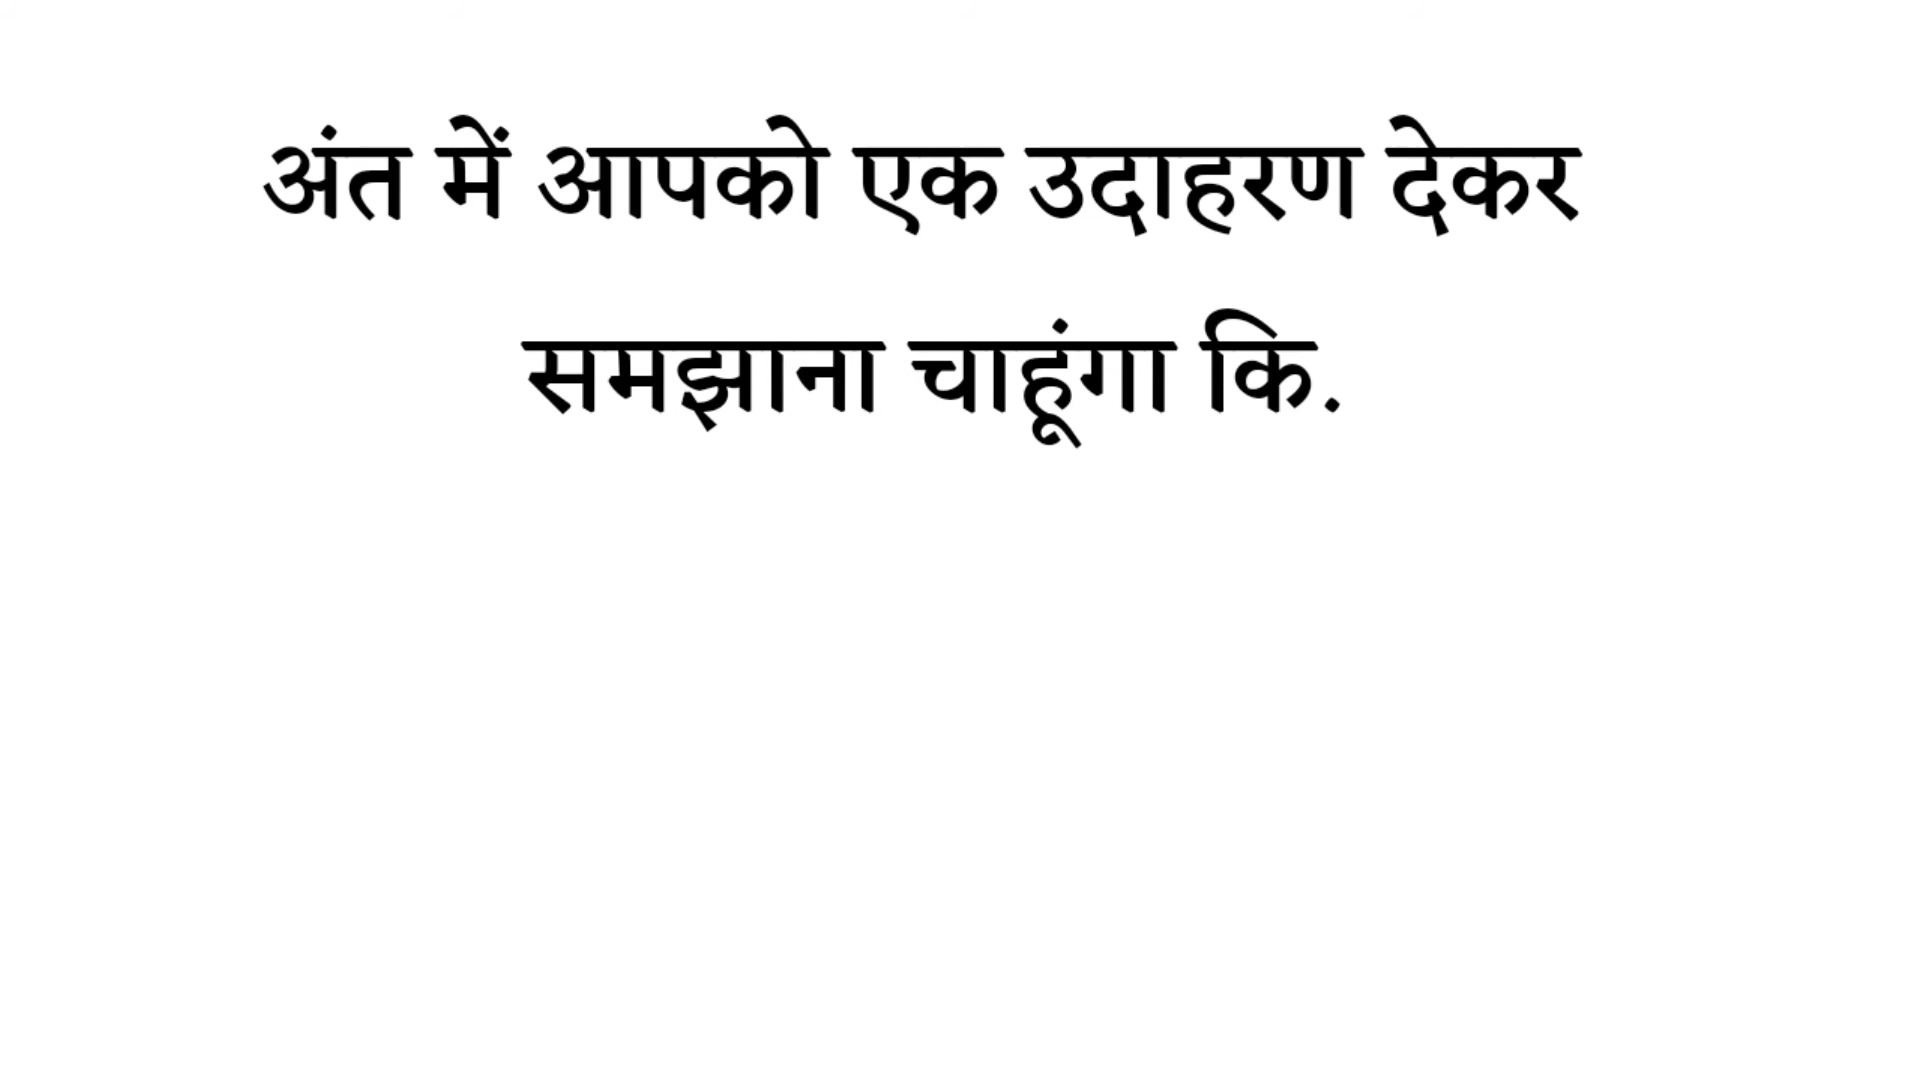 अंत में आपको एक उदाहरण देकर
समझाना चाहूंगा कि.